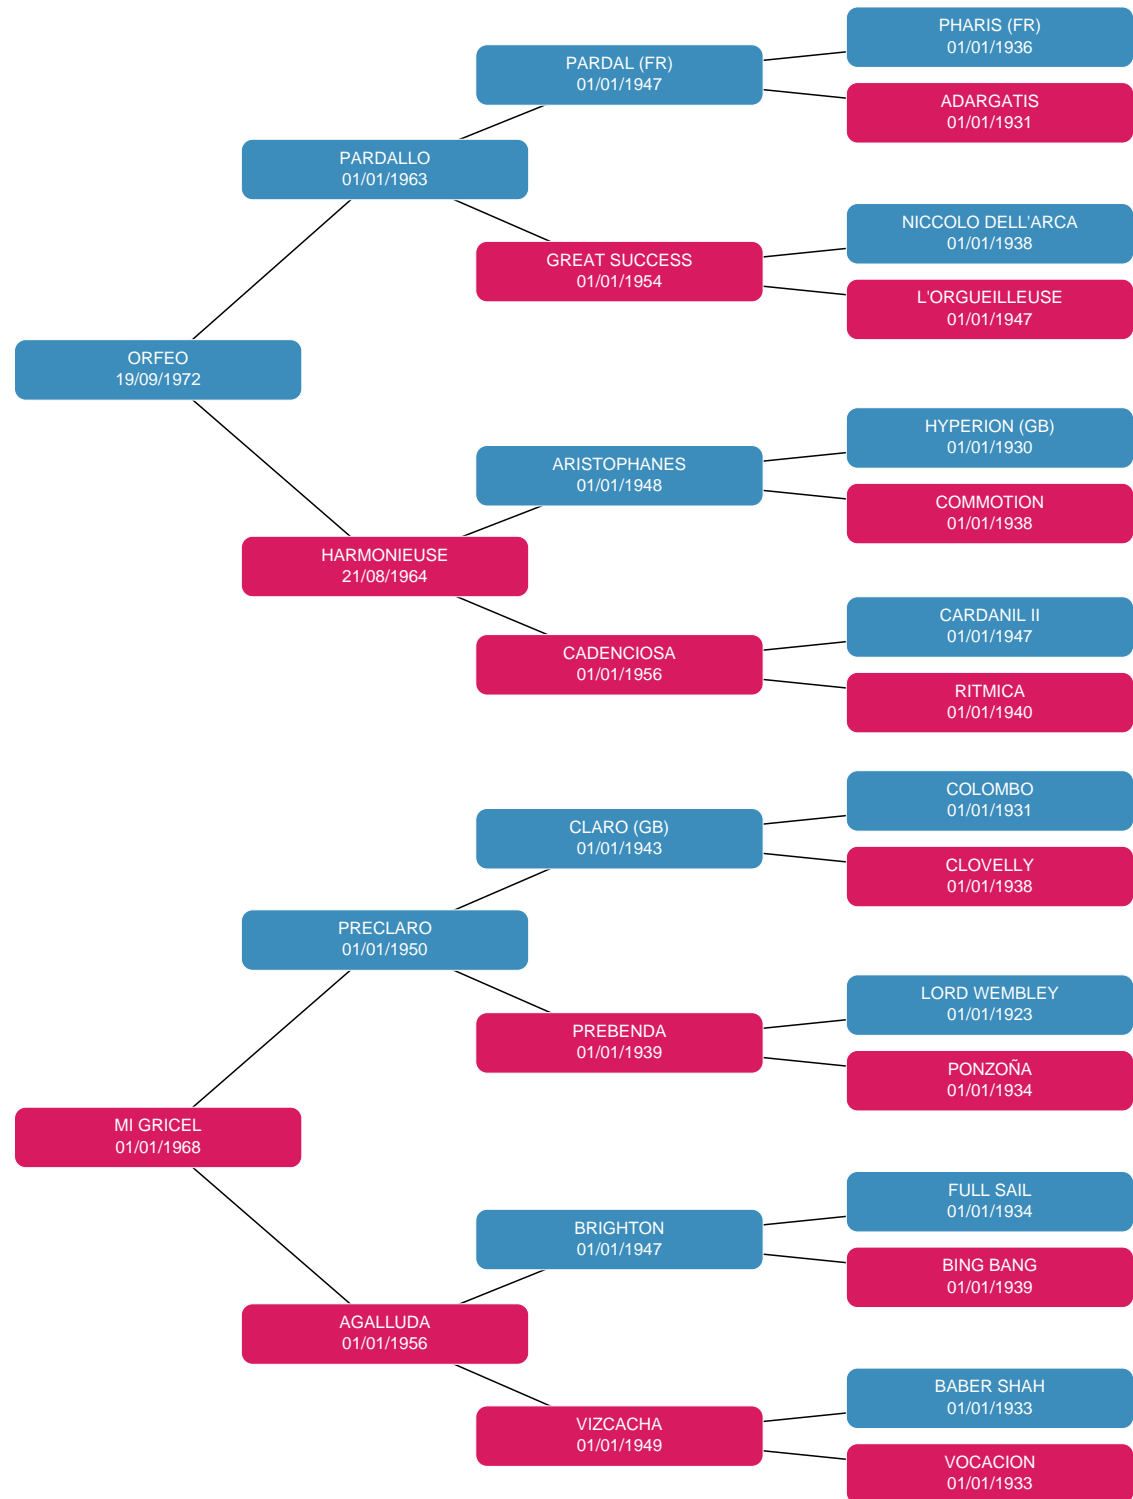 PHARIS (FR)
01/01/1936
PARDAL (FR)
01/01/1947
ADARGATIS
01/01/1931
PARDALLO
01/01/1963
NICCOLO DELL'ARCA
01/01/1938
GREAT SUCCESS
01/01/1954
L'ORGUEILLEUSE
01/01/1947
ORFEO
19/09/1972
HYPERION (GB)
01/01/1930
ARISTOPHANES
01/01/1948
COMMOTION
01/01/1938
HARMONIEUSE
21/08/1964
CARDANIL II
01/01/1947
CADENCIOSA
01/01/1956
RITMICA
01/01/1940
COLOMBO
01/01/1931
CLARO (GB)
01/01/1943
CLOVELLY
01/01/1938
PRECLARO
01/01/1950
LORD WEMBLEY
01/01/1923
PREBENDA
01/01/1939
PONZOÑA
01/01/1934
MI GRICEL
01/01/1968
FULL SAIL
01/01/1934
BRIGHTON
01/01/1947
BING BANG
01/01/1939
AGALLUDA
01/01/1956
BABER SHAH
01/01/1933
VIZCACHA
01/01/1949
VOCACION
01/01/1933